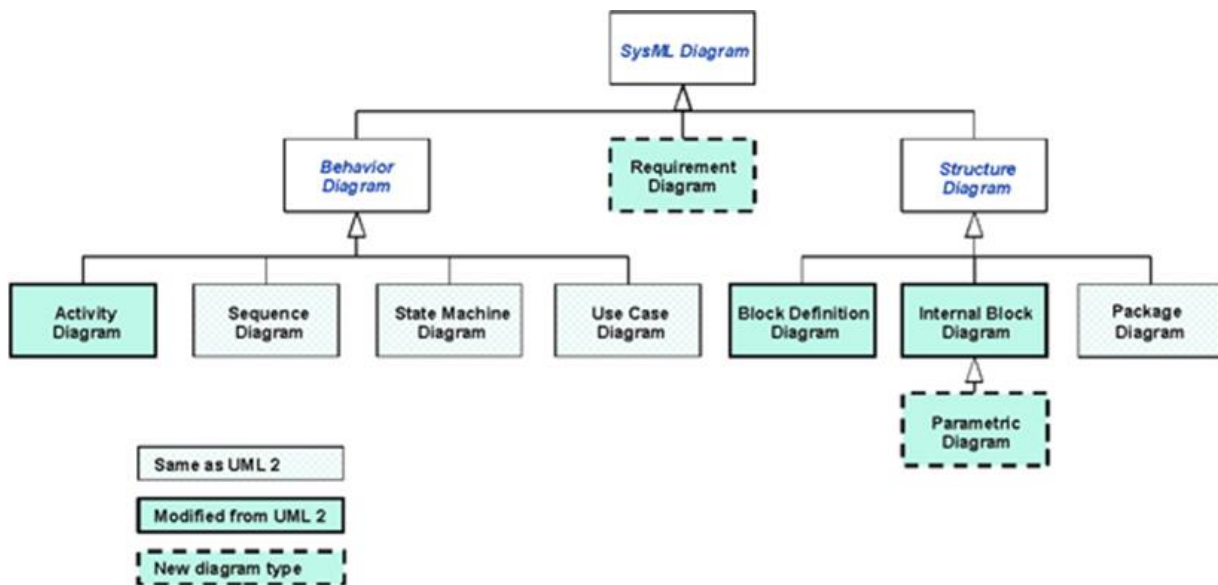 SysML Diagram
Behavior
Diagram
Requirement
Diagram
Structure
Diagram
Activity
Diagram
Sequence
Diagram
State Machine
Diagram
Use Case
Diagram
Block Definition
Diagram
Internal Block
Diagram
Package
Diagram
Parametric
Diagram
Same as UML 2
Modified from UML 2
New diagram type